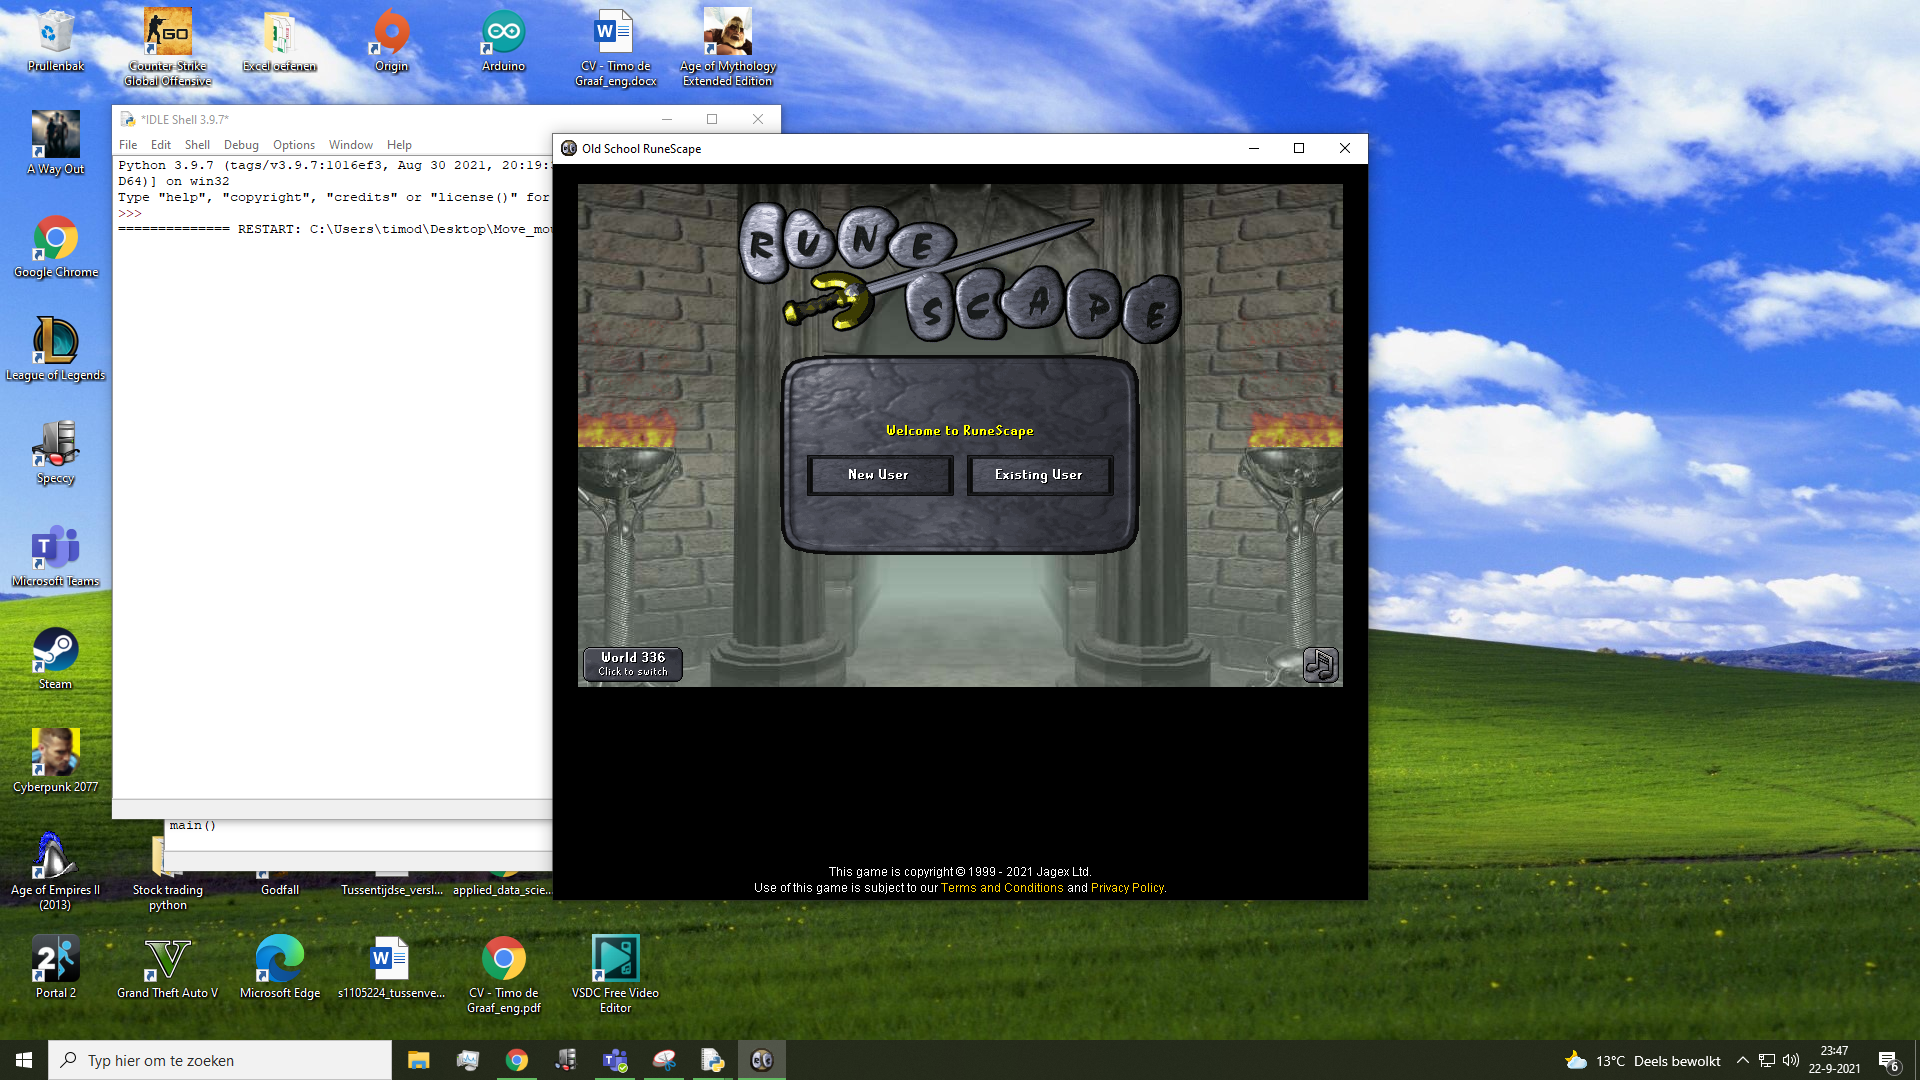 Prullenbak
Counter-Strike
Global Offensive
GO
Excel oefenen
Origin
Arduino
CV - Timo de
Graaf_eng.docx
Age of Mythology
Extended Edition
A Way Out
Google Chrome
League of Legends
Speccy
Microsoft Teams
Steam
Cyberpunk 2077
Age of Empires II
(2013)
Portal 2
*IDLE Shell 3.9.7*
File Edit Shell Debug Options Window Help
Python 3.9.7 (tags/v3.9.7:1016ef3, Aug 30 2021, 20:19:
D64)] on win32
Type "help", "copyright", "credits" or "license()" for
>>>
============== RESTART: C:\Users\timod\Desktop\Move_mo
main()
Old School RuneScape
RUNE
SCAPE
Welcome to RuneScape
New User
Existing User
World 336
Click to switch
This game is copyright © 1999 - 2021 Jagex Ltd.
Use of this game is subject to our Terms and Conditions and Privacy Policy.
Stock trading
python
Godfall
Tussentijdse_versl...
applied_data_scie...
Grand Theft Auto V
Microsoft Edge
s1105224_tussenve...
CV - Timo de
Graaf_eng.pdf
VSDC Free Video
Editor
Typ hier om te zoeken
13°C Deels bewolkt
23:47
22-9-2021
6